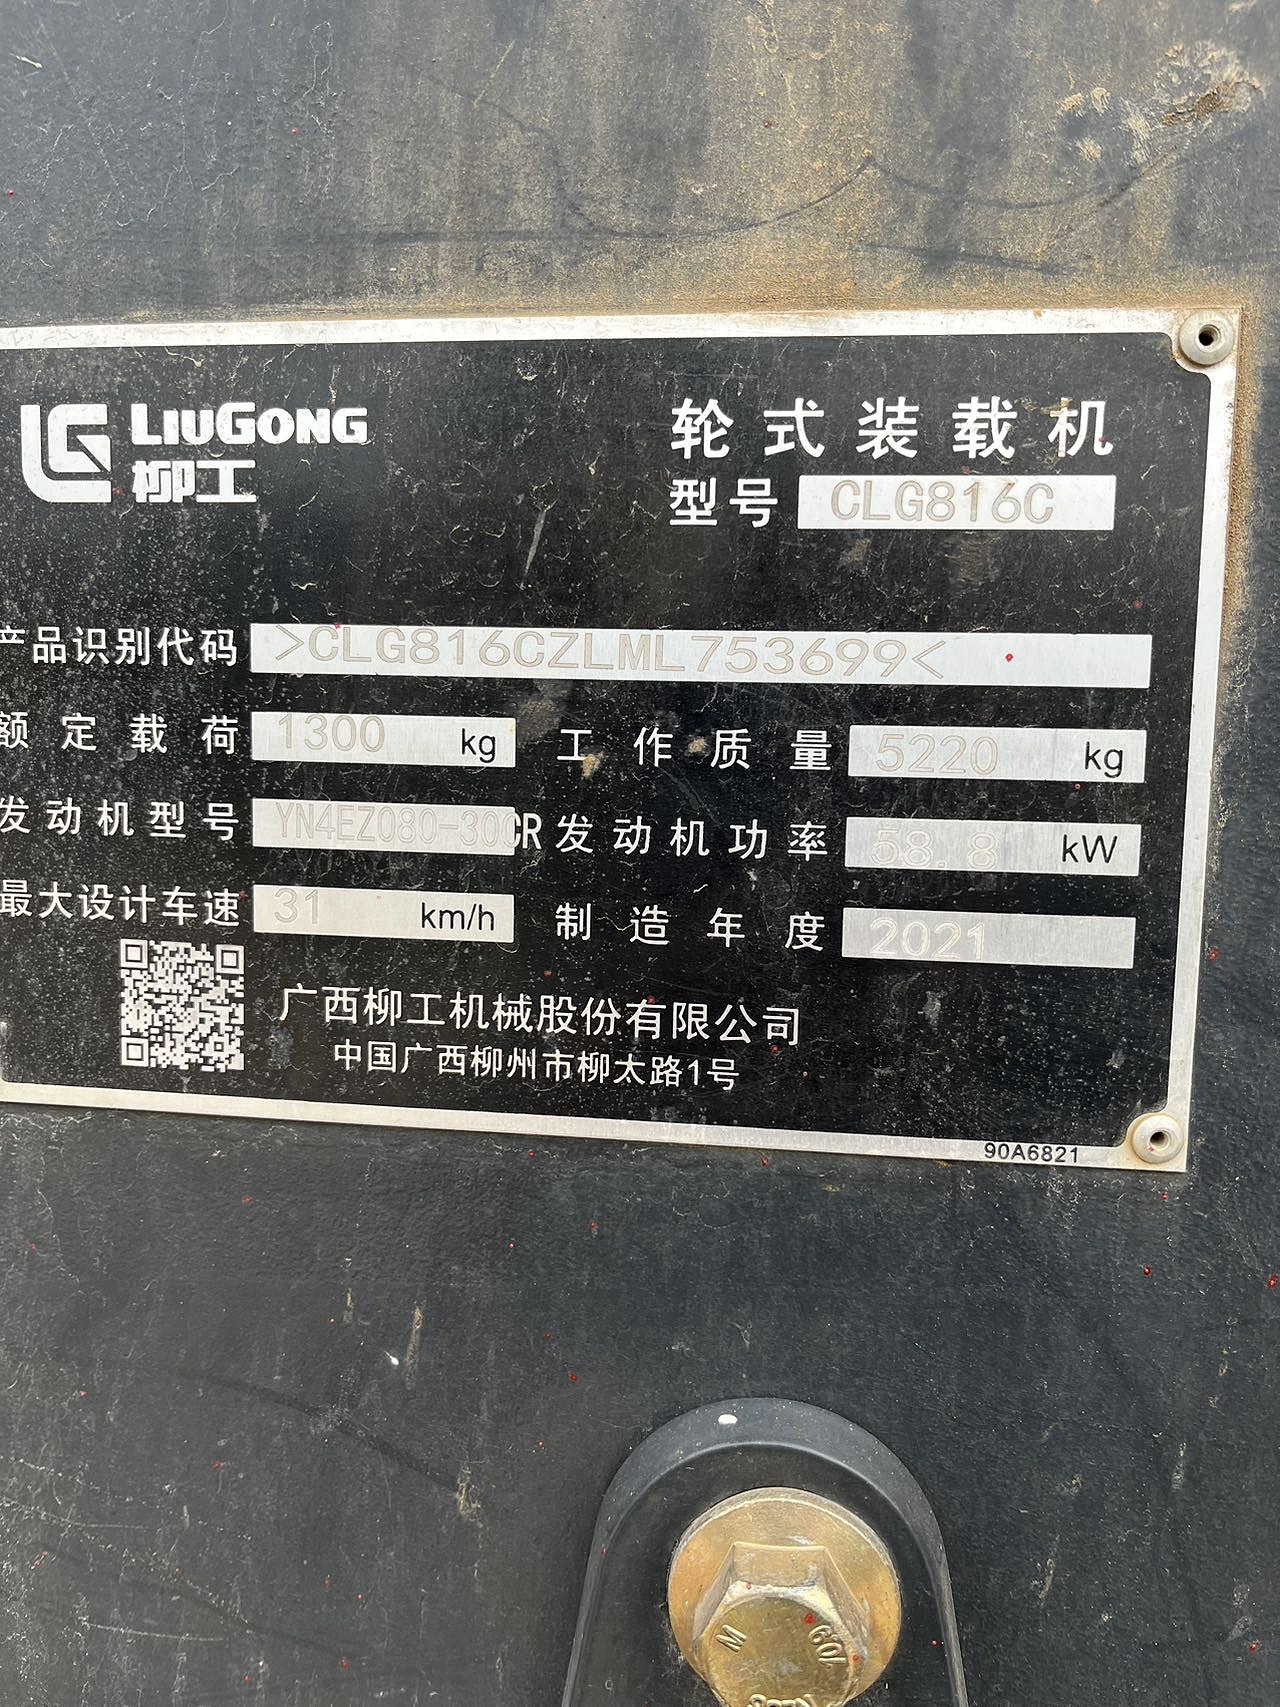 LIUGONG
柳工
轮式装载机
型号 CLG816C
产品识别代码 >CLG816CZLML753699<
额定载荷 1300 kg 工作质量 5220 kg
发动机型号 YN4EZ080-30CR 发动机功率 58.8 kW
最大设计车速 31 km/h 制造年度 2021
广西柳工机械股份有限公司
中国广西柳州市柳太路1号
90A6821
M
10.9